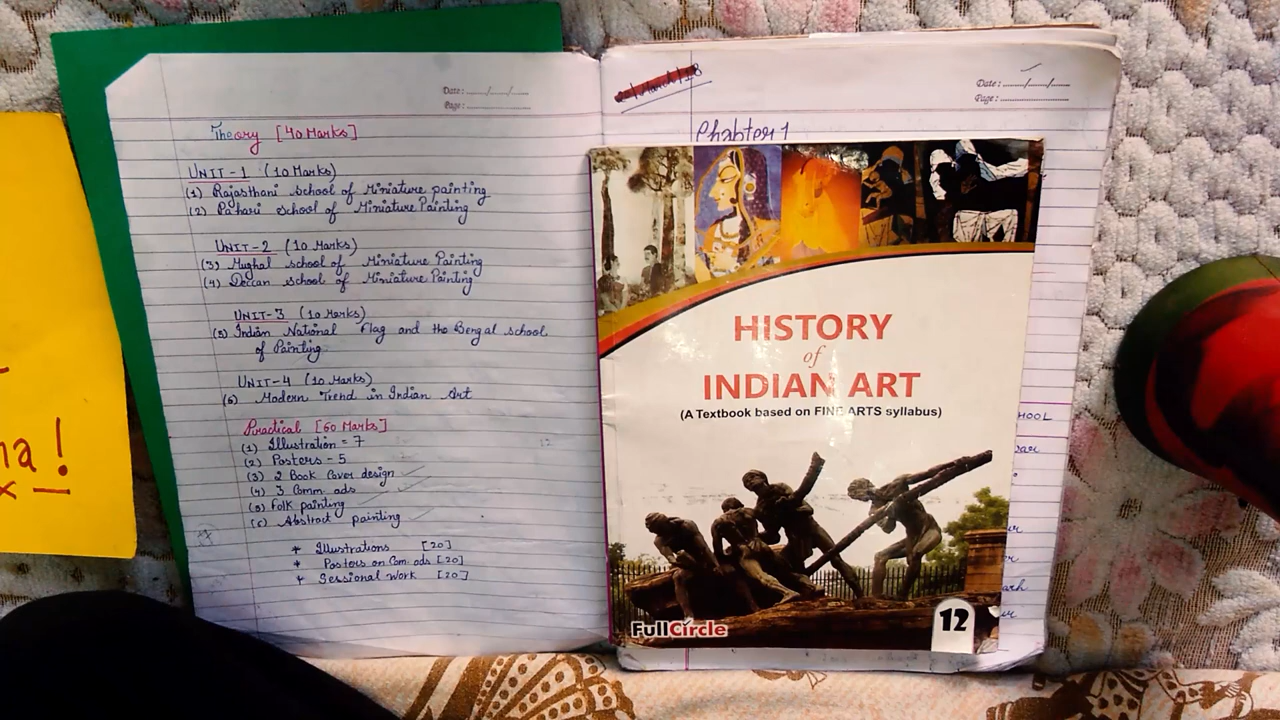 a!
Date : ....../....../......
Page : ........................
Theory [40 Marks]
UNIT-1 (10 Marks)
(1) Rajasthani school of Miniature painting
(2) Pahari school of Miniature Painting
UNIT-2 (10 Marks)
(3) Mughal school of Miniature Painting
(4) Deccan school of Miniature Painting
UNIT-3 (10 Marks)
(5) Indian National Flag and the Bengal school
of Painting
UNIT-4 (10 Marks)
(6) Modern Trend in Indian Art
Practical [60 Marks]
(1) Illustration = 7
(2) Posters - 5
(3) 2 Book Cover design
(4) 3 Comm. ads
(5) Folk painting
(6) Abstract painting
+ Illustrations [20]
+ Posters on Com. ads [20]
+ Sessional work [20]
Date : ....../....../......
Page : ........................
Chapter 1
HISTORY
of
INDIAN ART
(A Textbook based on FINE ARTS syllabus)
FullCircle
12
HOOL